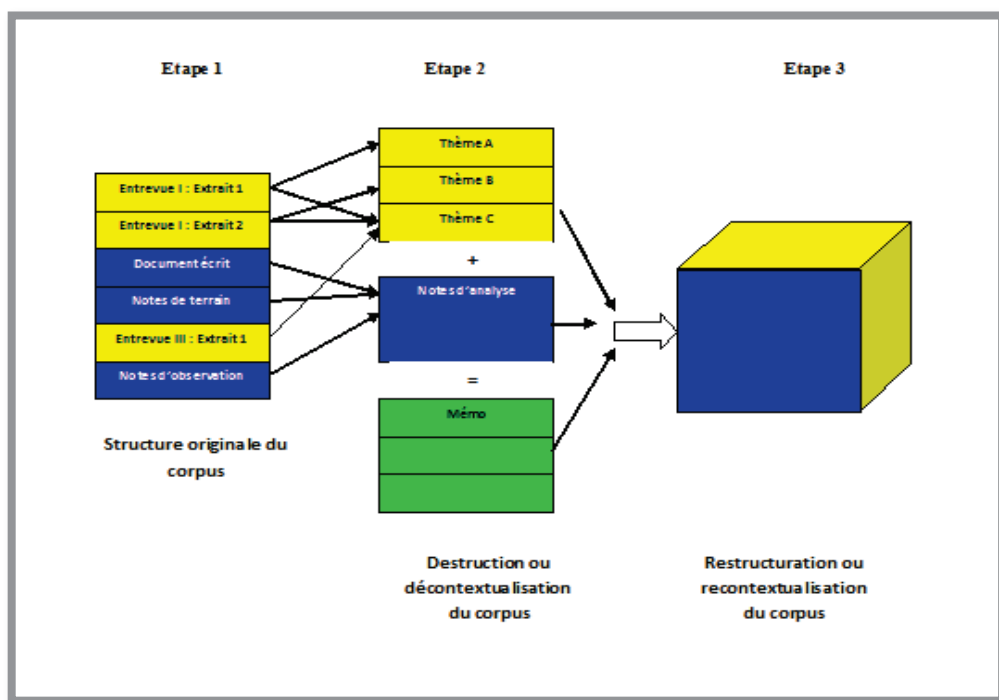 Etape 1
Etape 2
Etape 3
Entrevue I : Extrait 1
Entrevue I : Extrait 2
Document écrit
Notes de terrain
Entrevue III : Extrait 1
Notes d'observation
Structure originale du
corpus
Thème A
Thème B
Thème C
+
Notes d'analyse
=
Mémo
Destruction ou
décontextualisation
du corpus
Restructuration ou
recontextualisation
du corpus